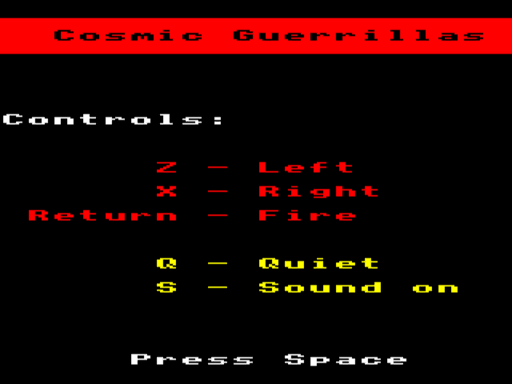 Cosmic Guerrillas
Controls:
Z - Left
X - Right
Return - Fire
Q - Quiet
S - Sound on
Press Space